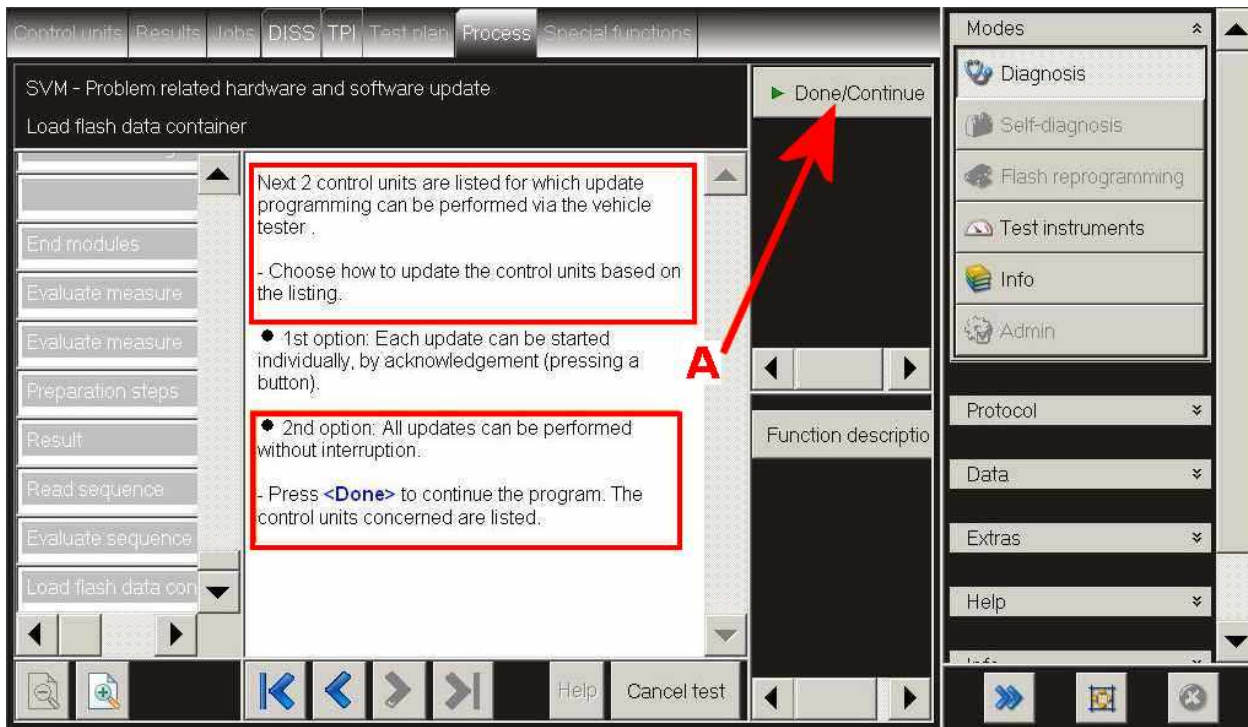 Control units Results Jobs DISS TPI Test plan Process Special functions
SVM - Problem related hardware and software update
Load flash data container
End modules
Evaluate measure
Evaluate measure
Preparation steps
Result
Read sequence
Evaluate sequence
Load flash data con
Next 2 control units are listed for which update
programming can be performed via the vehicle
tester .
- Choose how to update the control units based on
the listing.
● 1st option: Each update can be started
individually, by acknowledgement (pressing a
button).
● 2nd option: All updates can be performed
without interruption.
- Press <Done> to continue the program. The
control units concerned are listed.
Help
Cancel test
Done/Continue
A
Function descriptio
Modes
Diagnosis
Self-diagnosis
Flash reprogramming
Test instruments
Info
Admin
Protocol
Data
Extras
Help